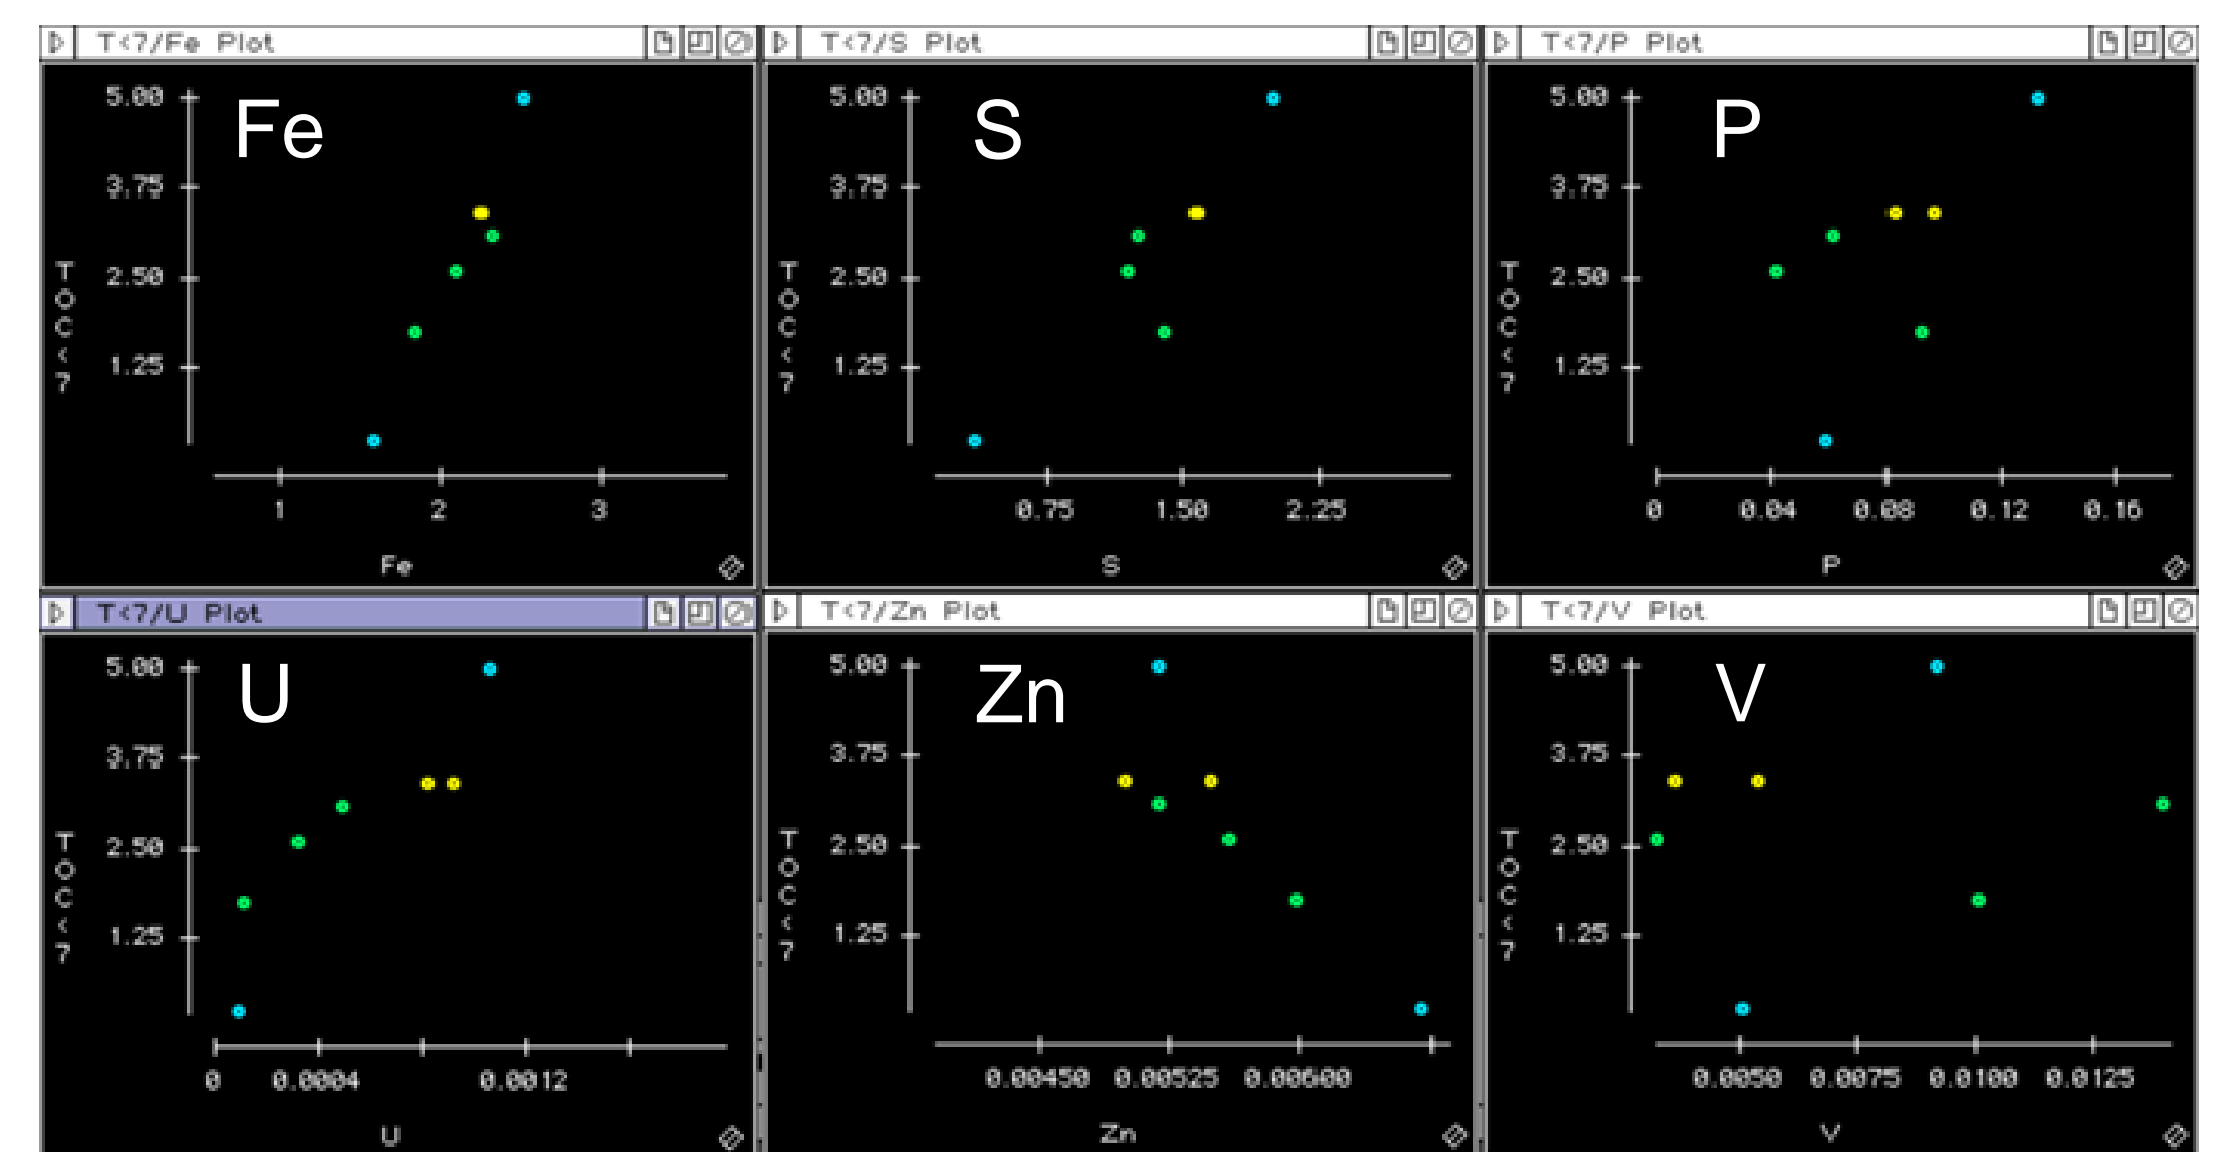 T<7/Fe Plot
Fe
5.00
3.75
2.50
1.25
TOC<7
1
2
3
Fe
T<7/S Plot
S
5.00
3.75
2.50
1.25
TOC<7
0.75
1.50
2.25
S
T<7/P Plot
P
5.00
3.75
2.50
1.25
TOC<7
0
0.04
0.08
0.12
0.16
P
T<7/U Plot
U
5.00
3.75
2.50
1.25
TOC<7
0
0.0004
0.0012
U
T<7/Zn Plot
Zn
5.00
3.75
2.50
1.25
TOC<7
0.00450
0.00525
0.00600
Zn
T<7/V Plot
V
5.00
3.75
2.50
1.25
TOC<7
0.0050
0.0075
0.0100
0.0125
V